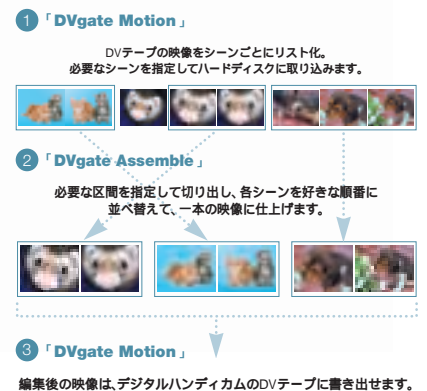 1 「DVgate Motion」
DVテープの映像をシーンごとにリスト化。
必要なシーンを指定してハードディスクに取り込みます。
2 「DVgate Assemble」
必要な区間を指定して切り出し、各シーンを好きな順番に
並べ替えて、一本の映像に仕上げます。
3 「DVgate Motion」
編集後の映像は、デジタルハンディカムのDVテープに書き出せます。